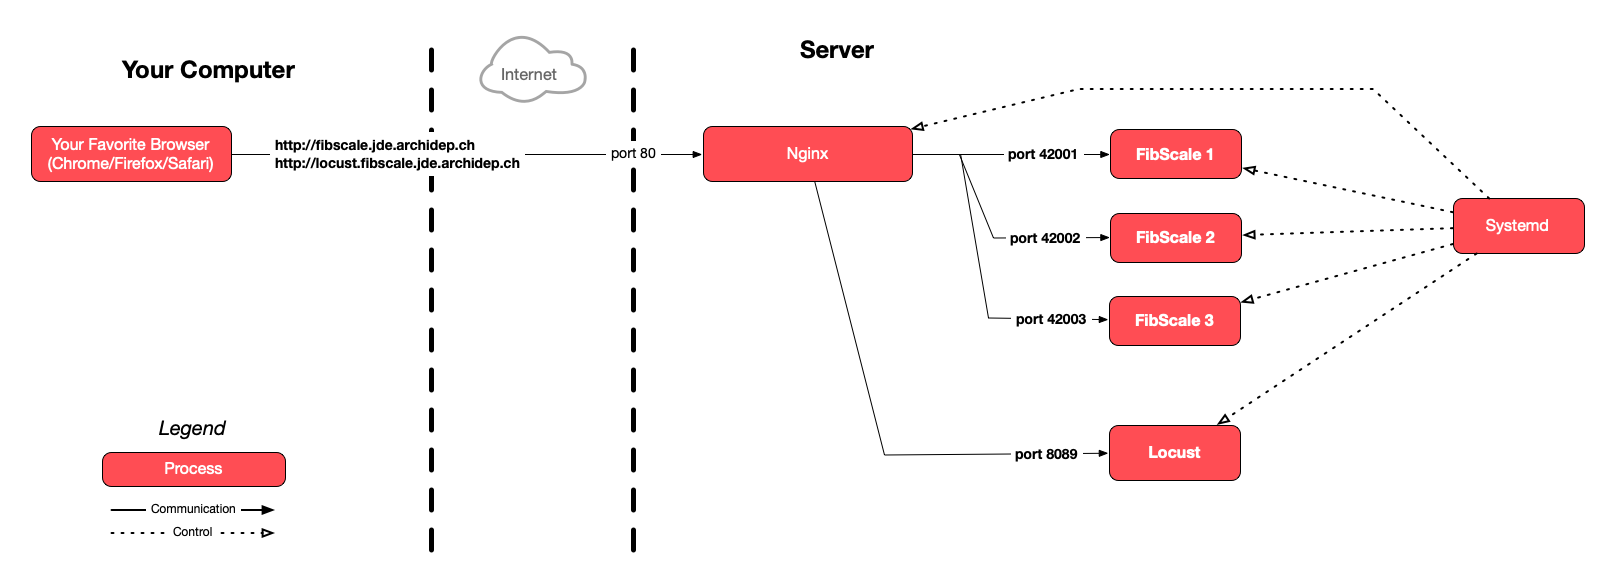 Your Computer
Internet
Server
Your Favorite Browser
(Chrome/Firefox/Safari)
http://fibscale.jde.archidep.ch
http://locust.fibscale.jde.archidep.ch
port 80
Nginx
port 42001
FibScale 1
port 42002
FibScale 2
Systemd
port 42003
FibScale 3
port 8089
Locust
Legend
Process
Communication
Control